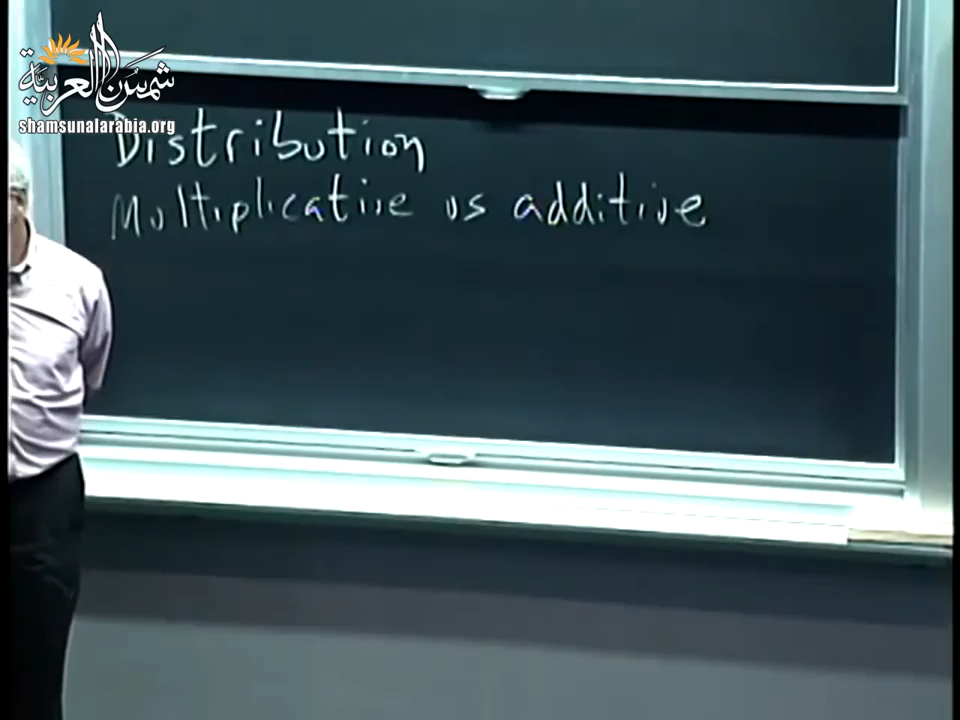 شمس العربية
shamsunalarabia.org
Distribution
Multiplicative vs additive